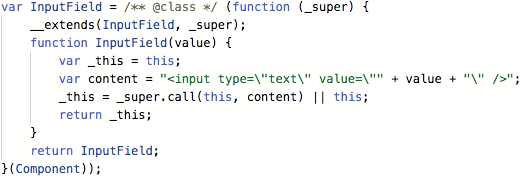 var InputField = /** @class */ (function (_super) {
    __extends(InputField, _super);
    function InputField(value) {
        var _this = this;
        var content = "<input type=\"text\" value=\"" + value + "\" />";
        _this = _super.call(this, content) || this;
        return _this;
    }
    return InputField;
}(Component));